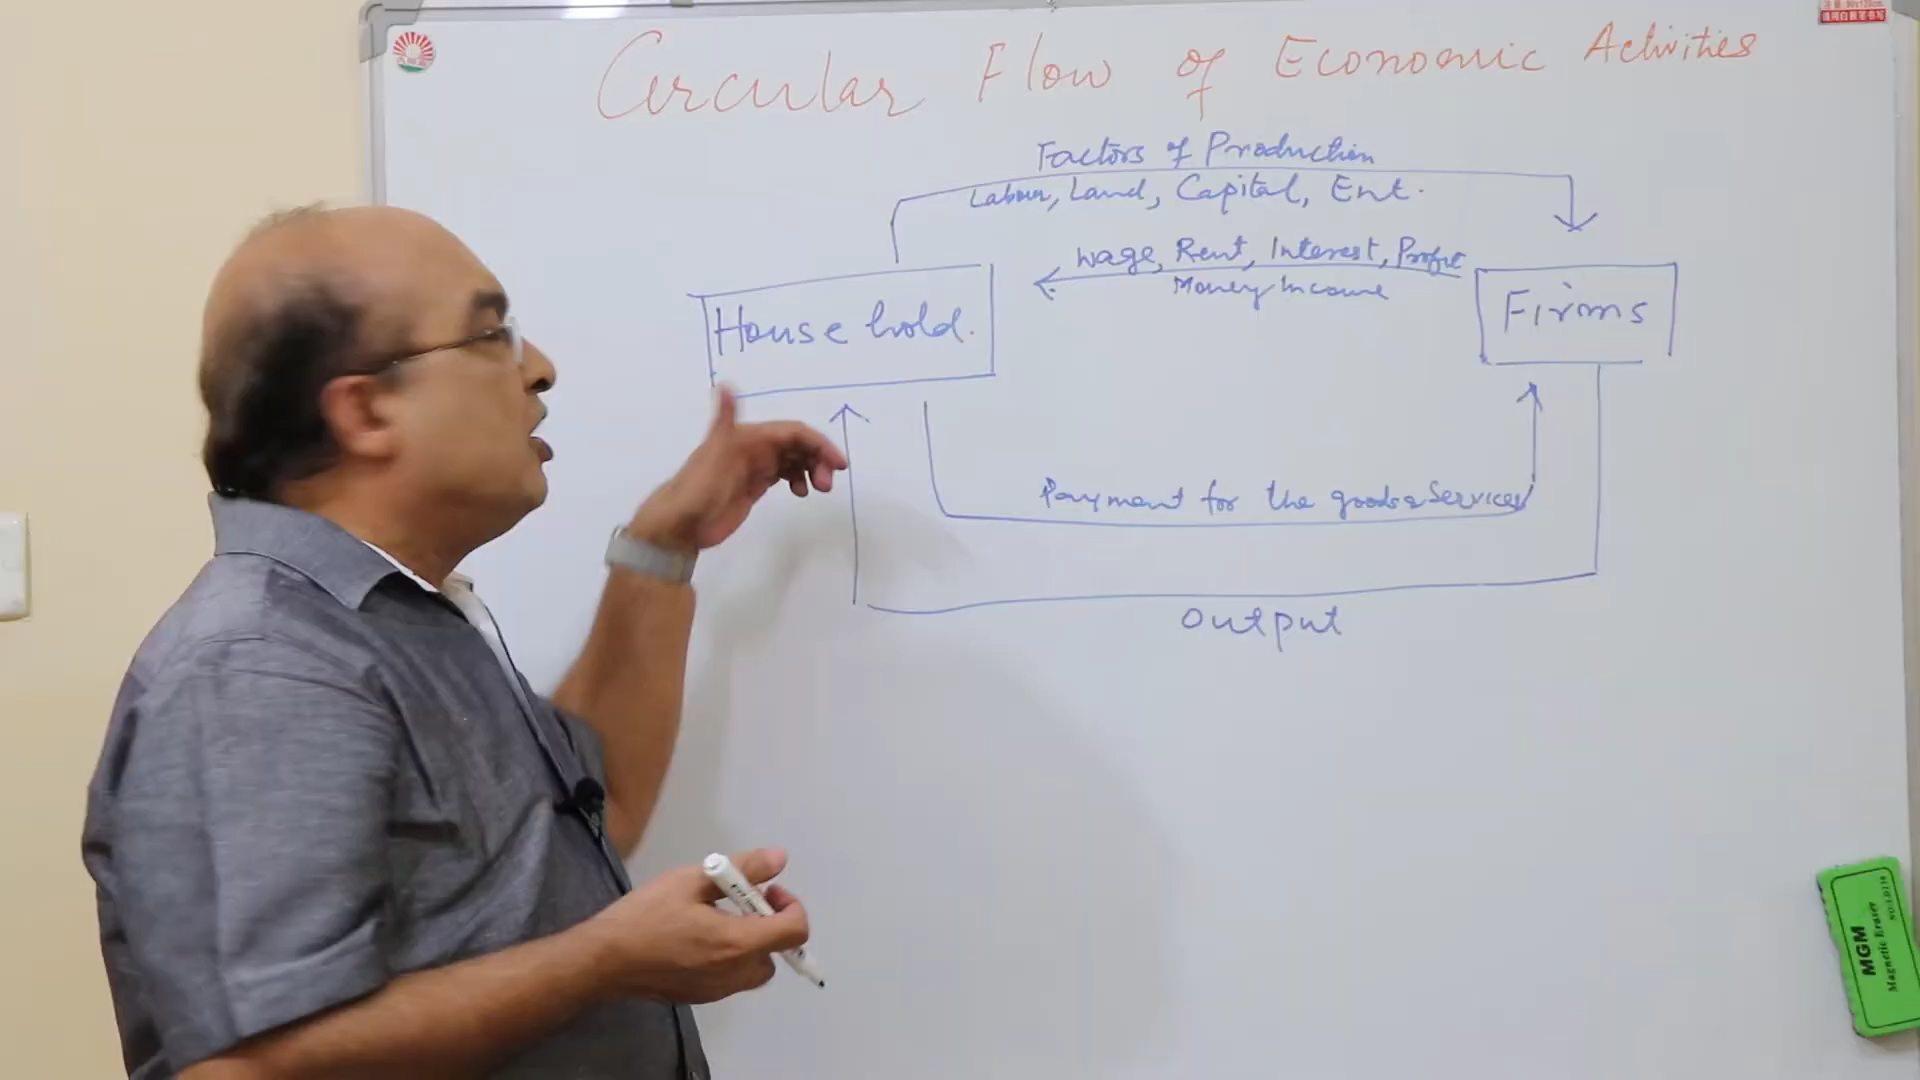 Circular Flow of Economic Activities
Factors of Production
Labour, Land, Capital, Ent.
Wage, Rent, Interest, Profit
Money Income
House hold.
Firms
Payment for the goods & Services
Output
MGM
Magnetic Eraser